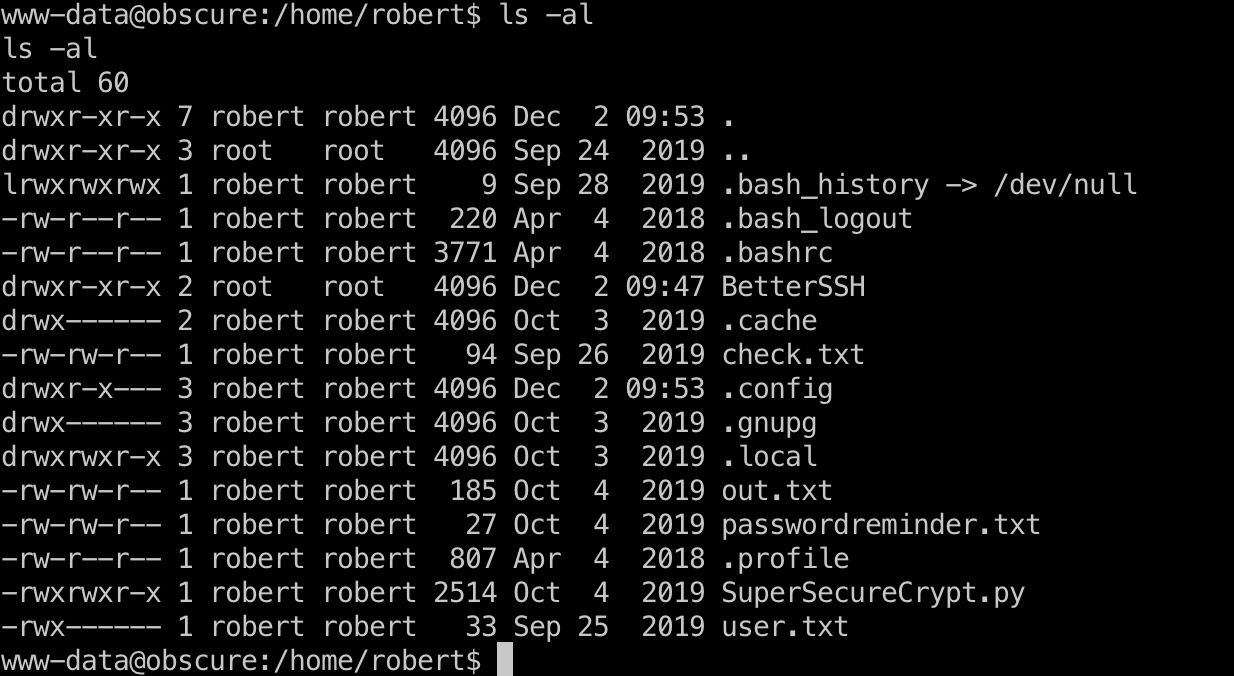 www-data@obscure:/home/robert$ ls -al
ls -al
total 60
drwxr-xr-x 7 robert robert 4096 Dec  2 09:53 .
drwxr-xr-x 3 root   root   4096 Sep 24  2019 ..
lrwxrwxrwx 1 robert robert    9 Sep 28  2019 .bash_history -> /dev/null
-rw-r--r-- 1 robert robert  220 Apr  4  2018 .bash_logout
-rw-r--r-- 1 robert robert 3771 Apr  4  2018 .bashrc
drwxr-xr-x 2 root   root   4096 Dec  2 09:47 BetterSSH
drwx------ 2 robert robert 4096 Oct  3  2019 .cache
-rw-rw-r-- 1 robert robert   94 Sep 26  2019 check.txt
drwxr-x--- 3 robert robert 4096 Dec  2 09:53 .config
drwx------ 3 robert robert 4096 Oct  3  2019 .gnupg
drwxrwxr-x 3 robert robert 4096 Oct  3  2019 .local
-rw-rw-r-- 1 robert robert  185 Oct  4  2019 out.txt
-rw-rw-r-- 1 robert robert   27 Oct  4  2019 passwordreminder.txt
-rw-r--r-- 1 robert robert  807 Apr  4  2018 .profile
-rwxrwxr-x 1 robert robert 2514 Oct  4  2019 SuperSecureCrypt.py
-rwx------ 1 robert robert   33 Sep 25  2019 user.txt
www-data@obscure:/home/robert$